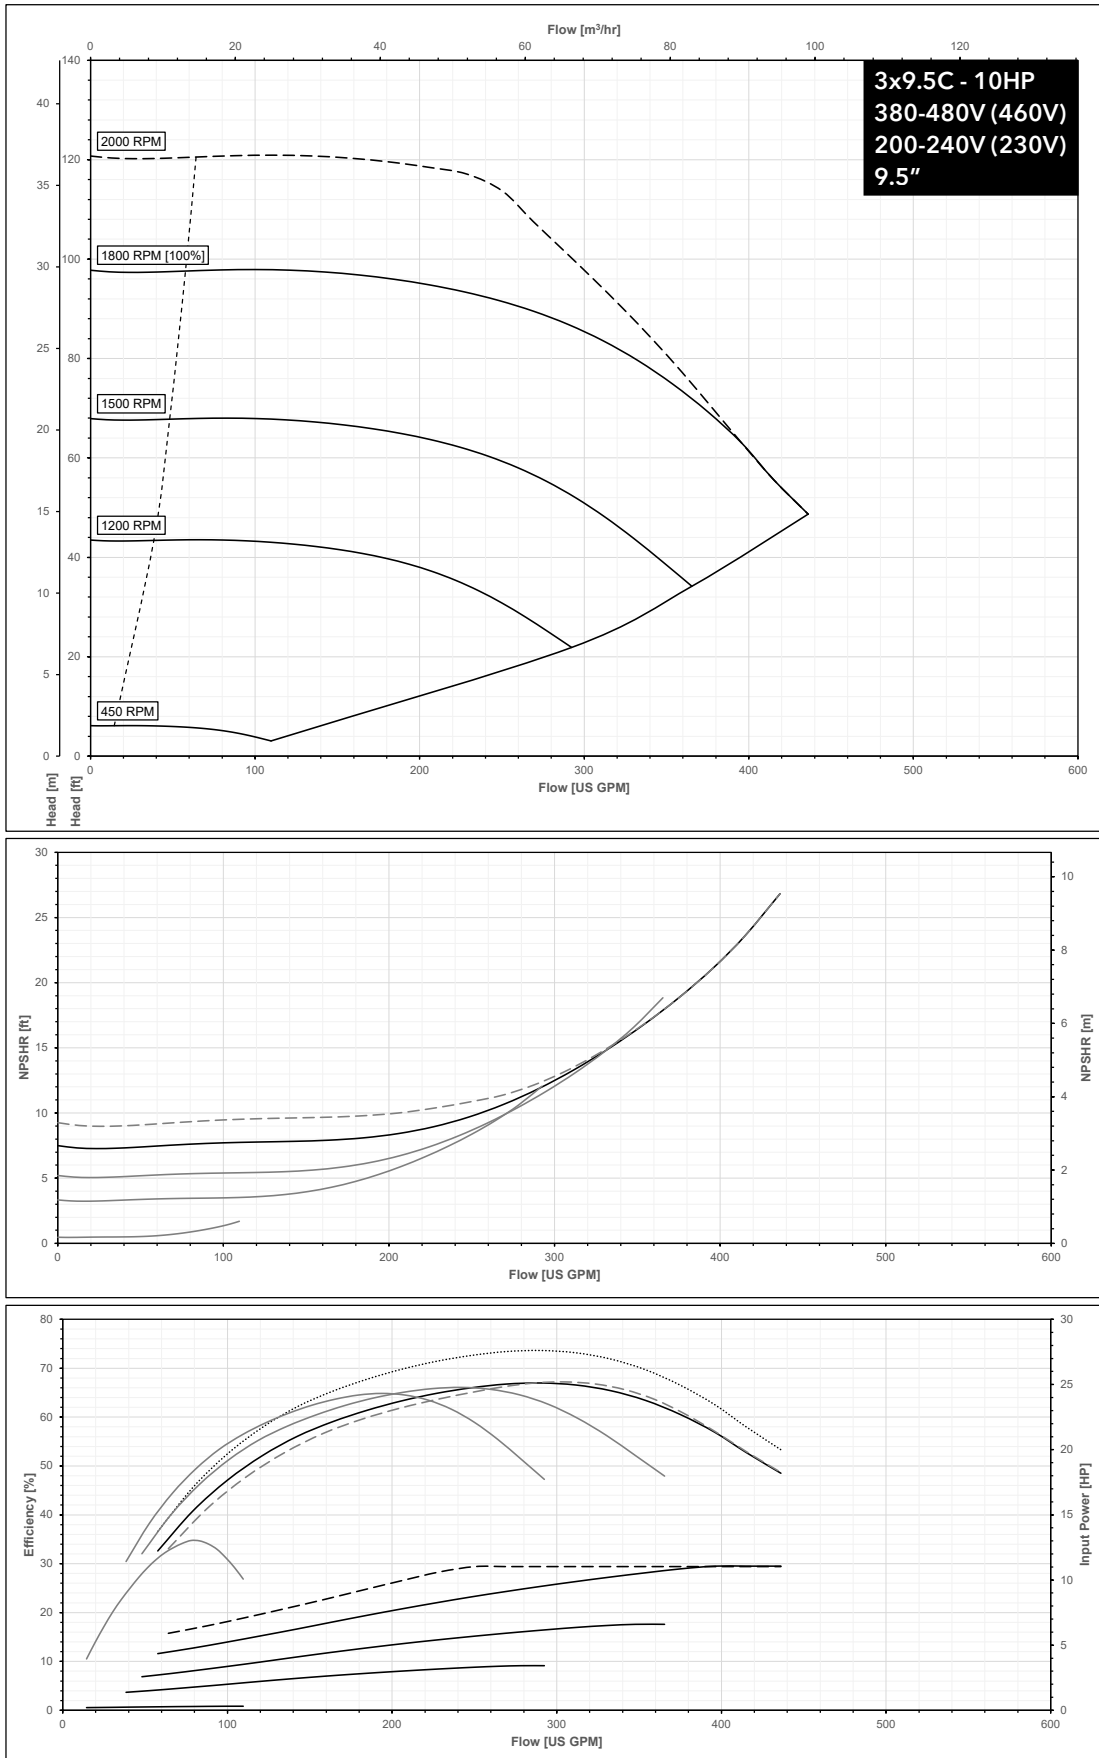 Flow [m³/hr]
0 20 40 60 80 100 120
3x9.5C - 10HP
380-480V (460V)
200-240V (230V)
9.5"
40 35 30 25 20 15 10 5 0
140 120 100 80 60 40 20 0
2000 RPM
1800 RPM [100%]
1500 RPM
1200 RPM
450 RPM
0 100 200 300 400 500 600
Flow [US GPM]
Head [m]
Head [ft]
30 25 20 15 10 5 0
NPSHR [ft]
10 8 6 4 2 0
NPSHR [m]
0 100 200 300 400 500 600
Flow [US GPM]
80 70 60 50 40 30 20 10 0
Efficiency [%]
30 25 20 15 10 5 0
Input Power [HP]
0 100 200 300 400 500 600
Flow [US GPM]